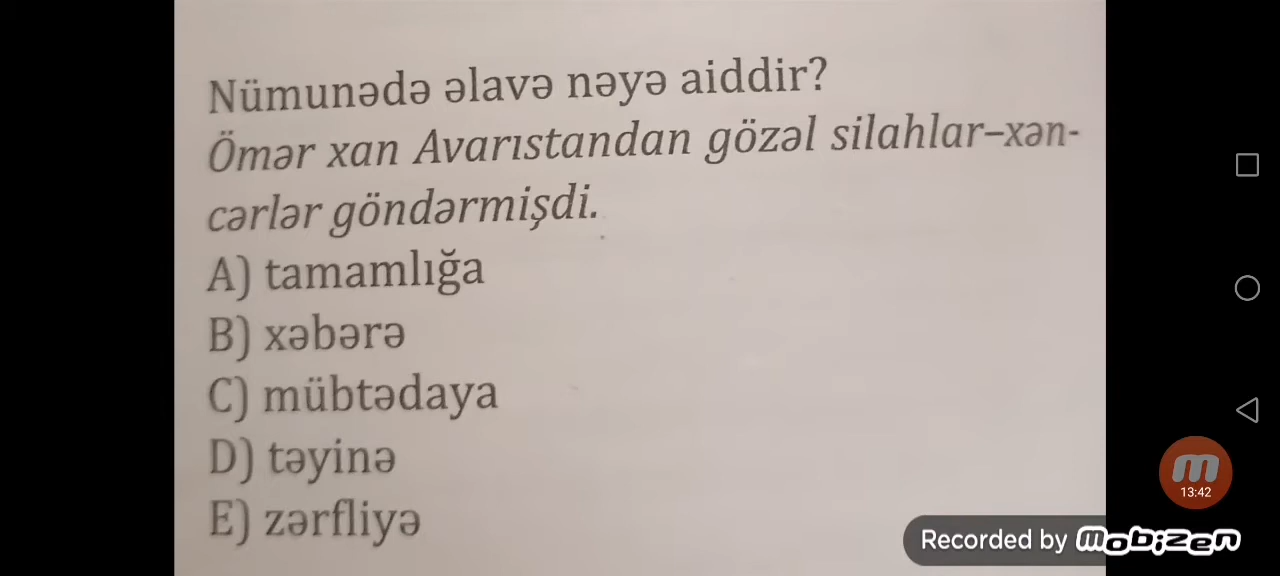 Nümunədə əlavə nəyə aiddir?
Ömər xan Avarıstandan gözəl silahlar–xən-
cərlər göndərmişdi.
A) tamamlığa
B) xəbərə
C) mübtədaya
D) təyinə
E) zərfliyə
13:42
Recorded by mobizen